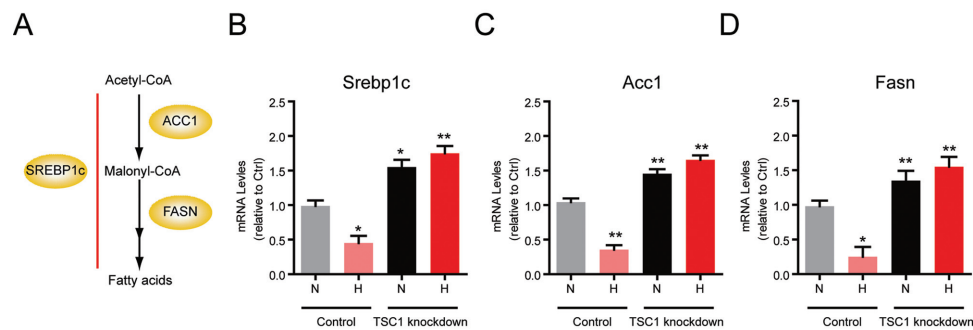 A
Acetyl-CoA
ACC1
SREBP1c
Malonyl-CoA
FASN
Fatty acids
B
Srebp1c
mRNA Levles
(relative to Ctrl)
2.5
2.0
1.5
1.0
0.5
0.0
*
*
**
N H N H
Control TSC1 knockdown
C
Acc1
mRNA Levles
(relative to Ctrl)
2.5
2.0
1.5
1.0
0.5
0.0
**
**
**
N H N H
Control TSC1 knockdown
D
Fasn
mRNA Levles
(relative to Ctrl)
2.5
2.0
1.5
1.0
0.5
0.0
*
**
**
N H N H
Control TSC1 knockdown